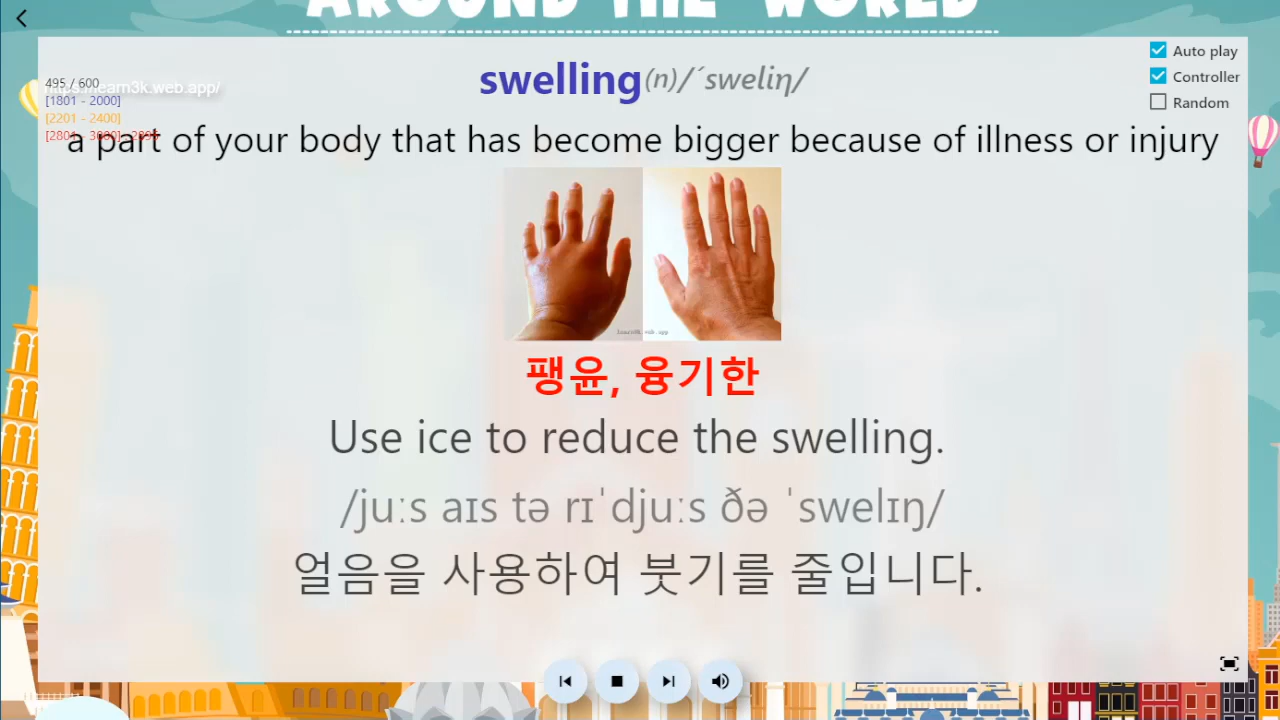 AROUND THE WORLD
495 / 600
https://learn3k.web.app/
[1801 - 2000]
[2201 - 2400]
[2801 - 3000]
Auto play
Controller
Random
swelling(n)/´sweliη/
a part of your body that has become bigger because of illness or injury
팽윤, 융기한
Use ice to reduce the swelling.
/juːs aɪs tə rɪˈdjuːs ðə ˈswelɪŋ/
얼음을 사용하여 붓기를 줄입니다.